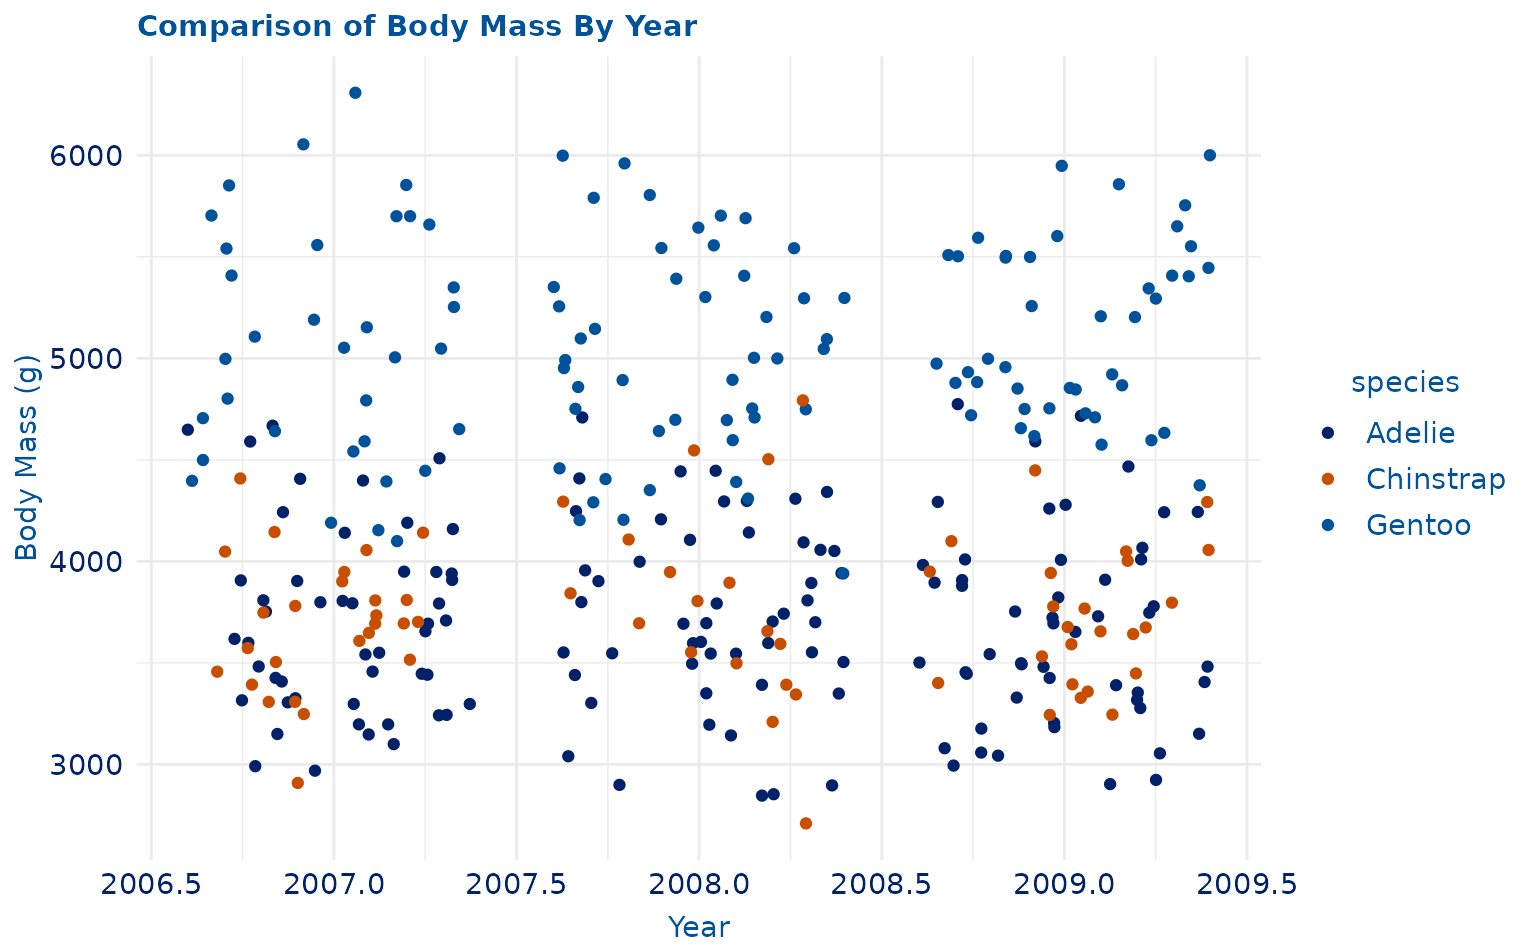 Comparison of Body Mass By Year
Body Mass (g)
6000
5000
4000
3000
2006.5 2007.0 2007.5 2008.0 2008.5 2009.0 2009.5
Year
species
Adelie
Chinstrap
Gentoo